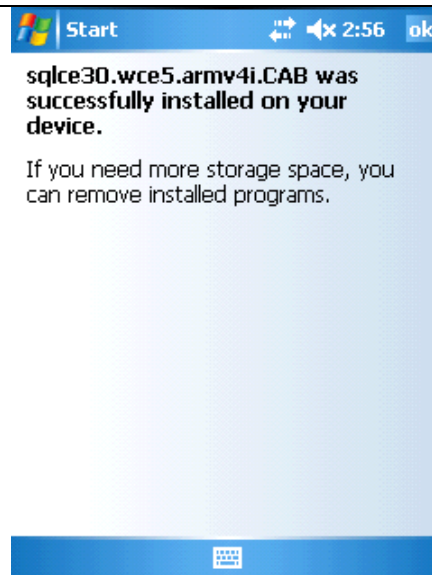 Start 2:56 ok
sqlce30.wce5.armv4i.CAB was
successfully installed on your
device.
If you need more storage space, you
can remove installed programs.